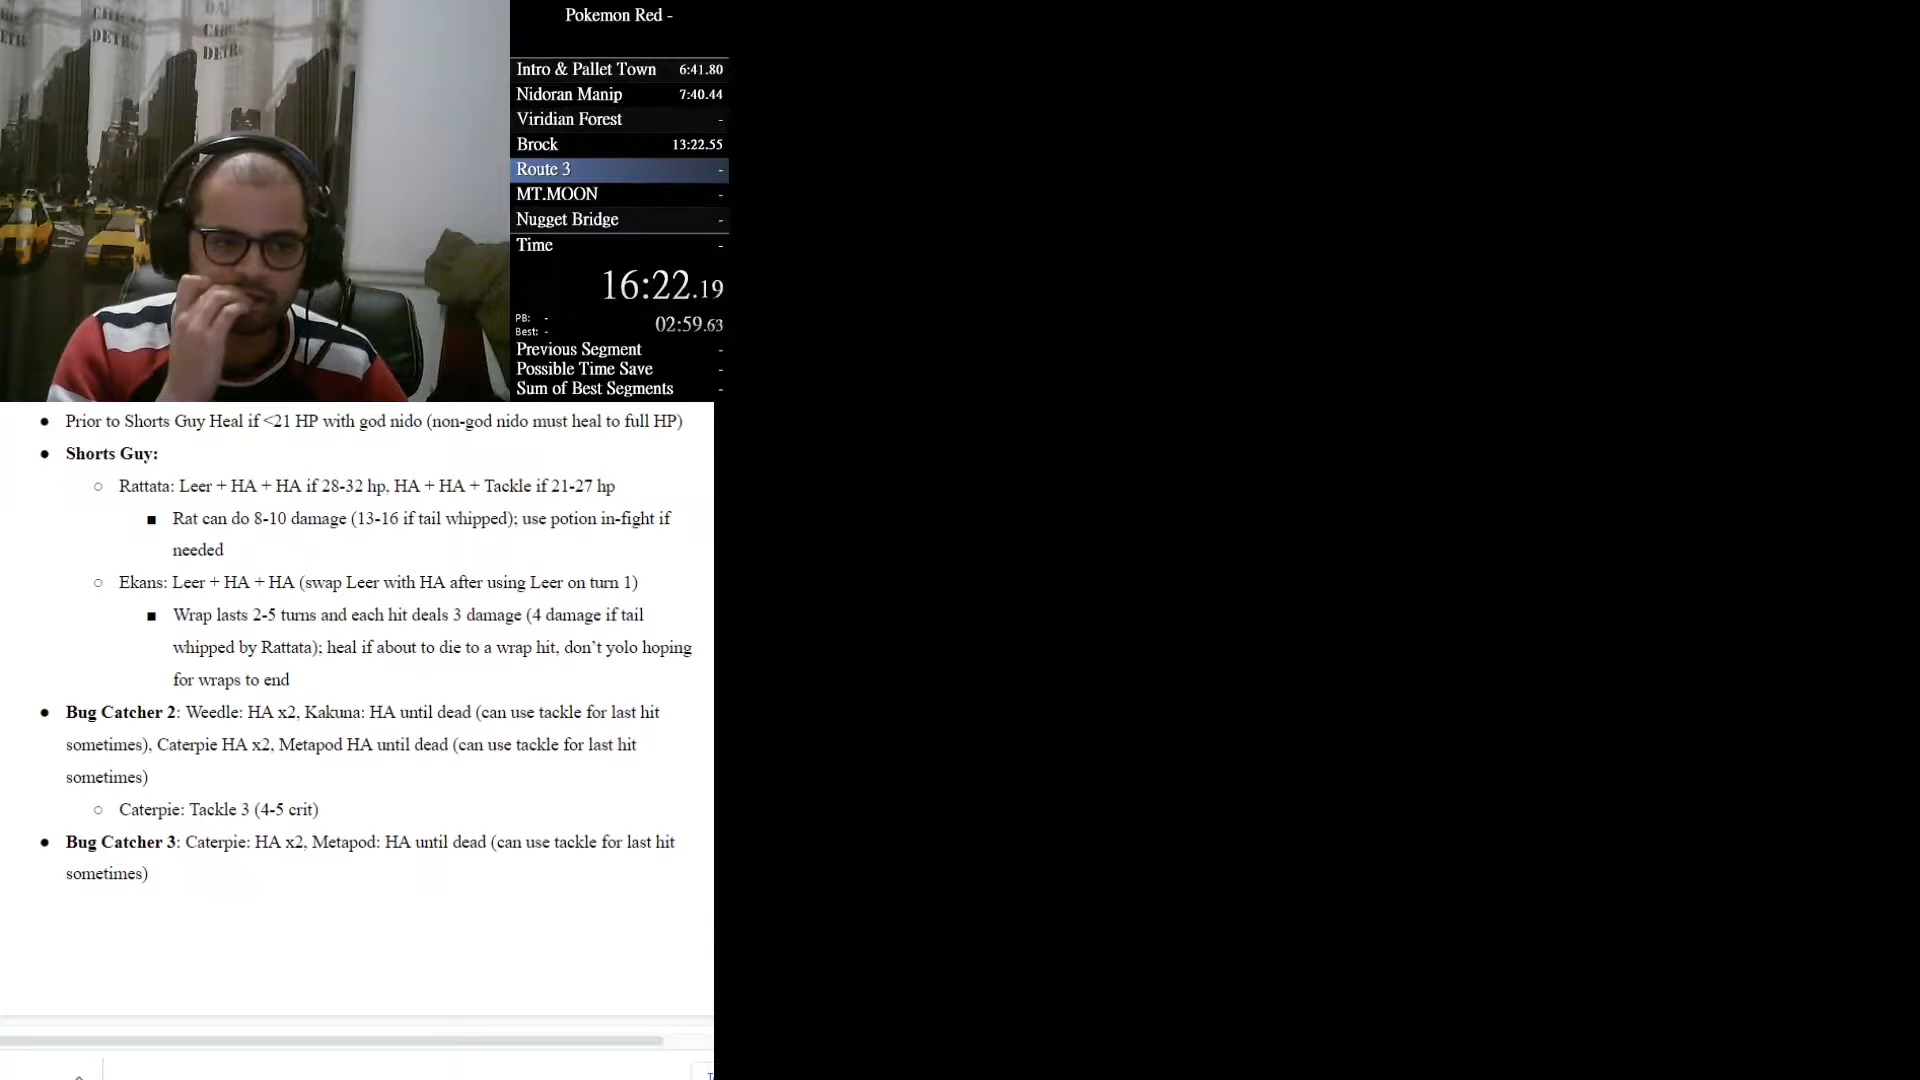 DA
CHIC
CHIC
DETR
DETR
Pokemon Red -
Intro & Pallet Town 6:41.80
Nidoran Manip 7:40.44
Viridian Forest -
Brock 13:22.55
Route 3 -
MT.MOON -
Nugget Bridge -
Time -
16:22.19
PB: -
Best: -
02:59.63
Previous Segment -
Possible Time Save -
Sum of Best Segments -
● Prior to Shorts Guy Heal if <21 HP with god nido (non-god nido must heal to full HP)
● Shorts Guy:
○ Rattata: Leer + HA + HA if 28-32 hp, HA + HA + Tackle if 21-27 hp
■ Rat can do 8-10 damage (13-16 if tail whipped); use potion in-fight if
needed
○ Ekans: Leer + HA + HA (swap Leer with HA after using Leer on turn 1)
■ Wrap lasts 2-5 turns and each hit deals 3 damage (4 damage if tail
whipped by Rattata); heal if about to die to a wrap hit, don’t yolo hoping
for wraps to end
● Bug Catcher 2: Weedle: HA x2, Kakuna: HA until dead (can use tackle for last hit
sometimes), Caterpie HA x2, Metapod HA until dead (can use tackle for last hit
sometimes)
○ Caterpie: Tackle 3 (4-5 crit)
● Bug Catcher 3: Caterpie: HA x2, Metapod: HA until dead (can use tackle for last hit
sometimes)